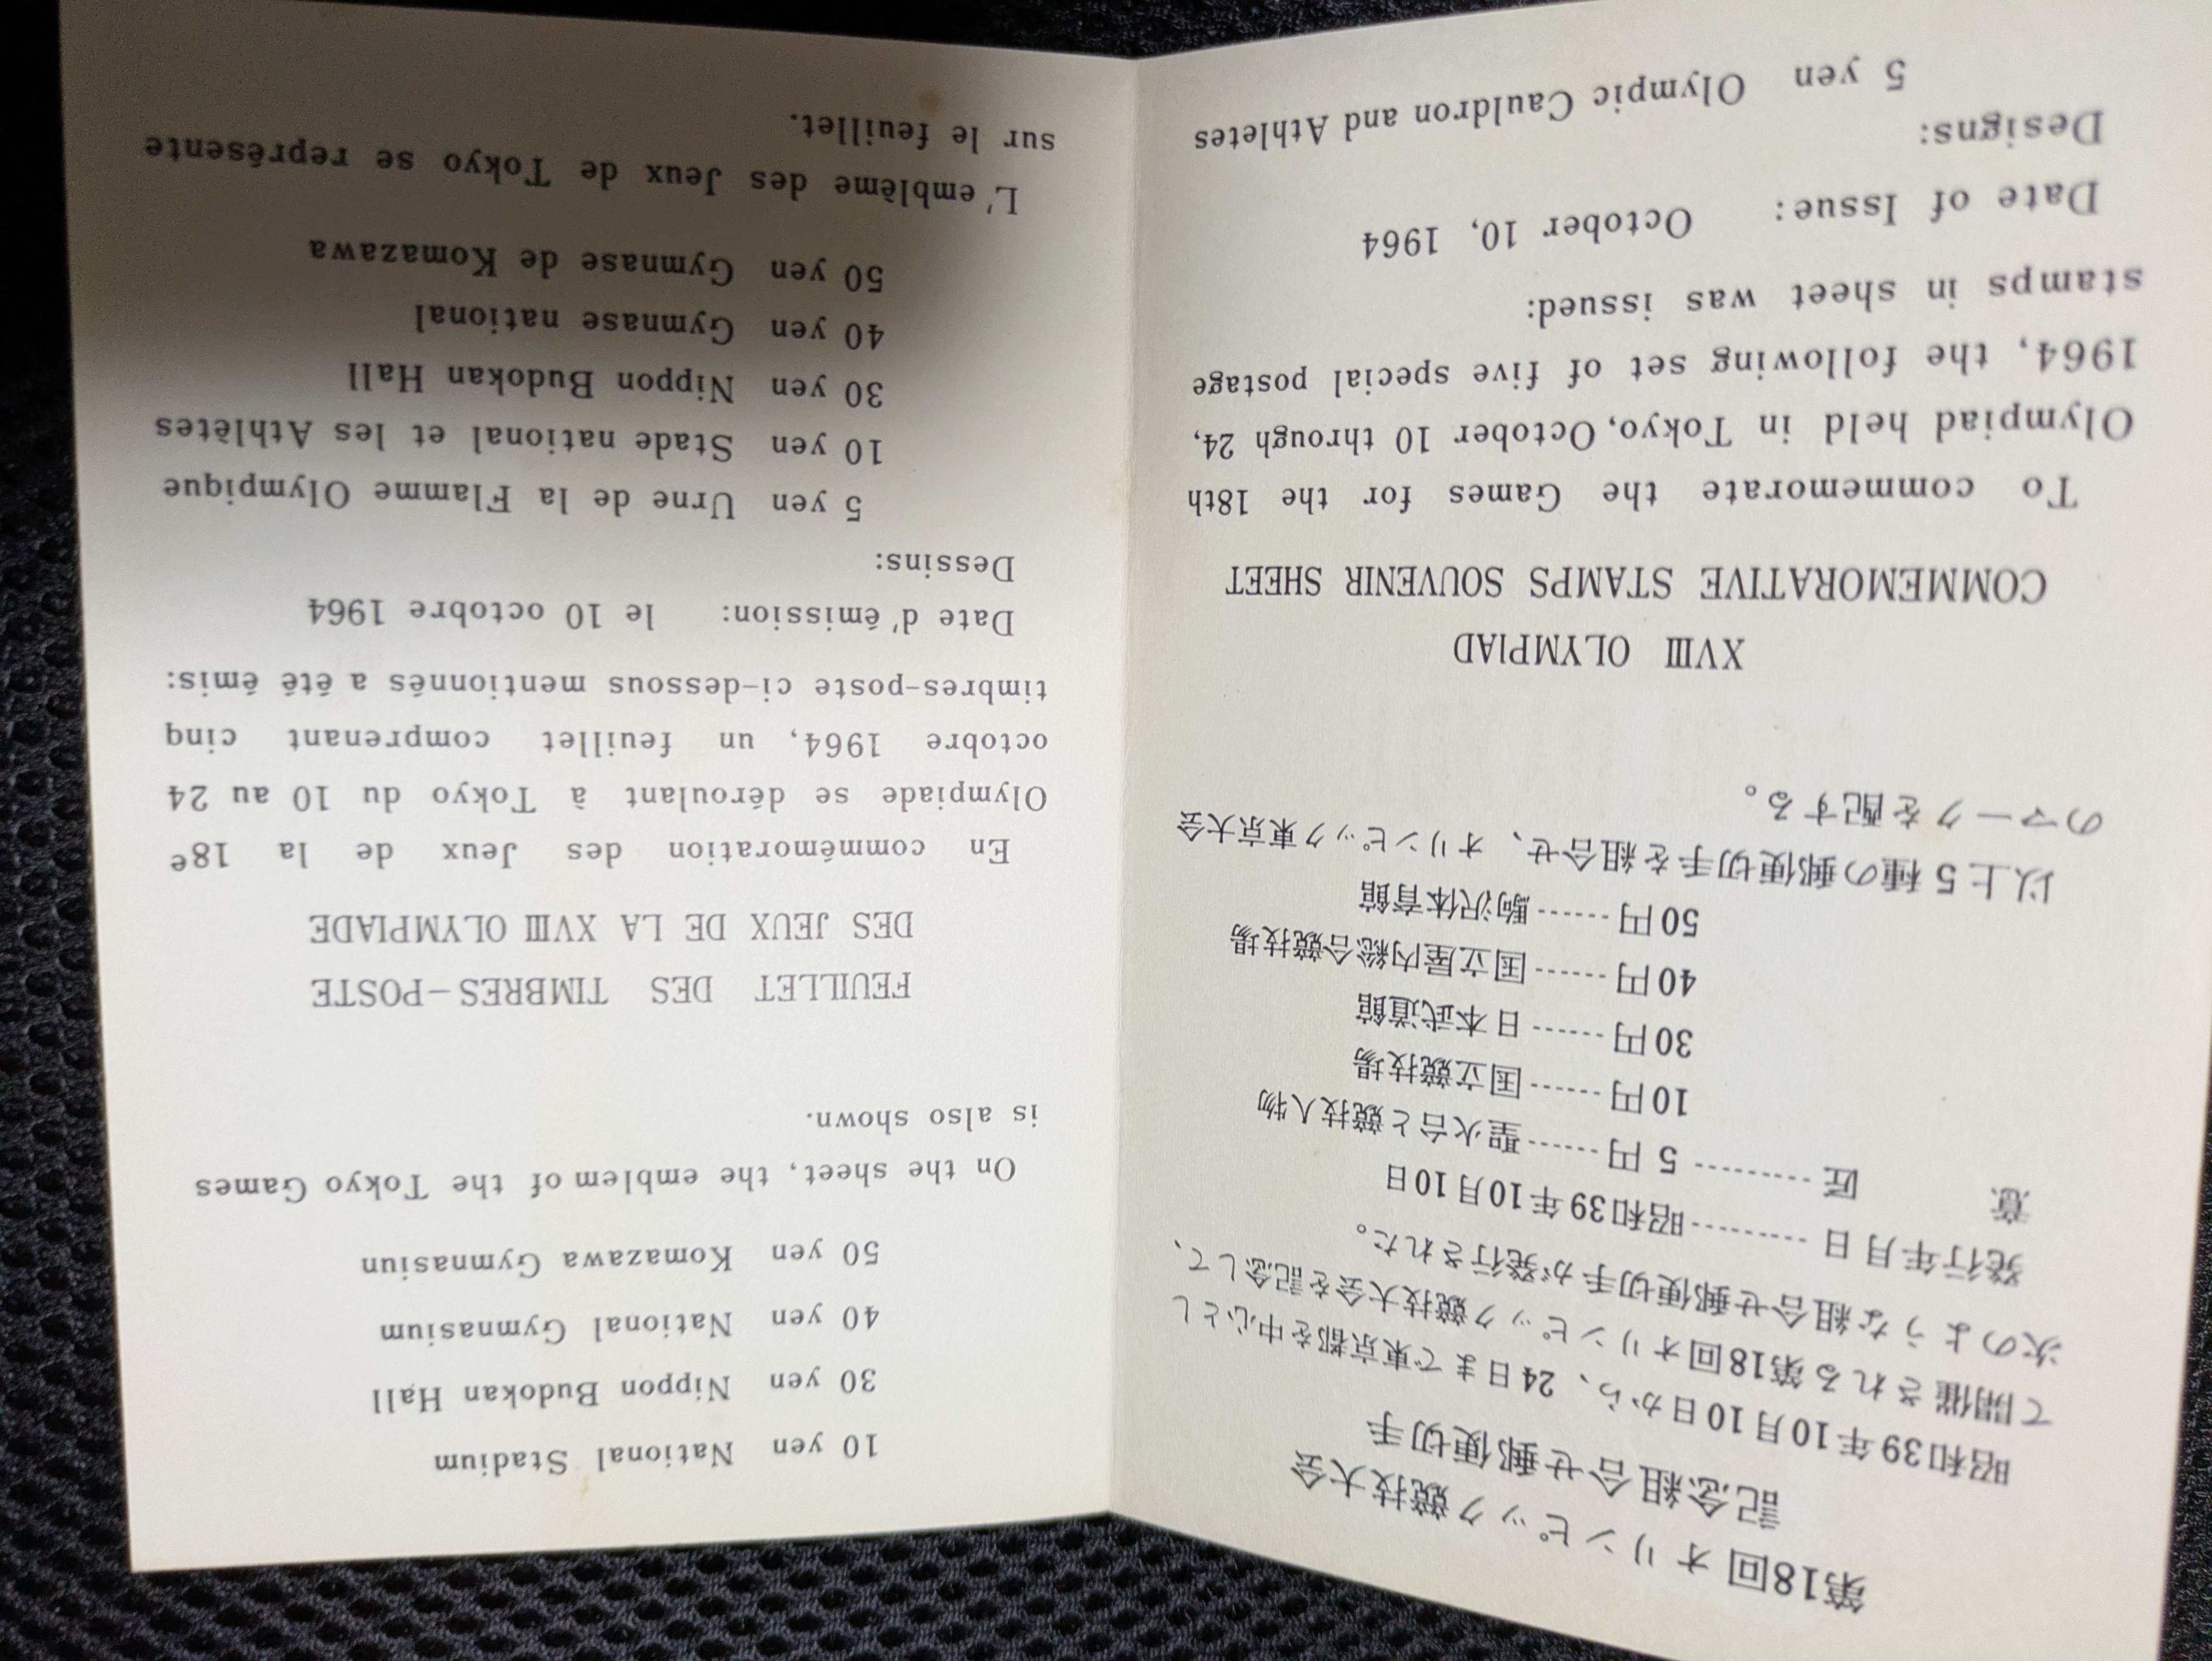 第18回オリンピック競技大会
記念組合せ郵便切手
昭和39年10月10日から、24日まで東京都を中心とし
て開催される第18回オリンピック競技大会を記念して、
次のような組合せ郵便切手が発行された。
発行年月日 ---------昭和39年10月10日
意 匠 --------- 5 円 ------聖火台と競技人物
10円 ------国立競技場
30円 ------日本武道館
40円 ------国立屋内総合競技場
50円 ------駒沢体育館
以上5種の郵便切手を組合せ、オリンピック東京大会
のマークを配する。
XVIII OLYMPIAD
COMMEMORATIVE STAMPS SOUVENIR SHEET
To commemorate the Games for the 18th
Olympiad held in Tokyo, October 10 through 24,
1964, the following set of five special postage
stamps in sheet was issued:
Date of Issue: October 10, 1964
Designs:
5 yen Olympic Cauldron and Athletes
10 yen National Stadium
30 yen Nippon Budokan Hall
40 yen National Gymnasium
50 yen Komazawa Gymnasiun
On the sheet, the emblem of the Tokyo Games
is also shown.
FEUILLET DES TIMBRES-POSTE
DES JEUX DE LA XVIII OLYMPIADE
En commémoration des Jeux de la 18e
Olympiade se déroulant à Tokyo du 10 au 24
octobre 1964, un feuillet comprenant cinq
timbres-poste ci-dessous mentionnés a été émis:
Date d'émission: le 10 octobre 1964
Dessins:
5 yen Urne de la Flamme Olympique
10 yen Stade national et les Athlètes
30 yen Nippon Budokan Hall
40 yen Gymnase national
50 yen Gymnase de Komazawa
L'emblème des Jeux de Tokyo se représente
sur le feuillet.